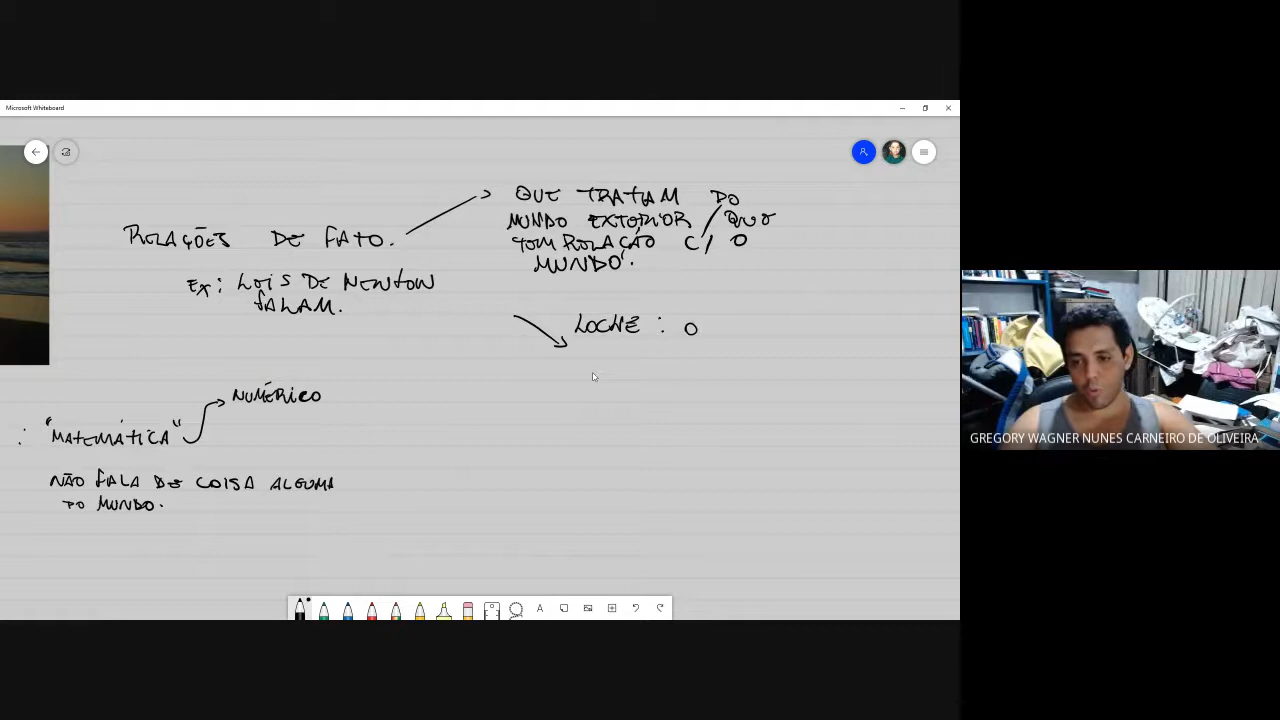 Microsoft Whiteboard
RELAÇÕES DE FATO.
EX: LEIS DE NEWTON
FALAM.
QUE TRATAM DO
MUNDO EXTERIOR / QUE
TEM RELAÇÃO C/ O
MUNDO.
LOCKE : O
NUMÉRICO
: "MATEMÁTICA"
NÃO FALA DE COISA ALGUMA
DO MUNDO.
A
GREGORY WAGNER NUNES CARNEIRO DE OLIVEIRA